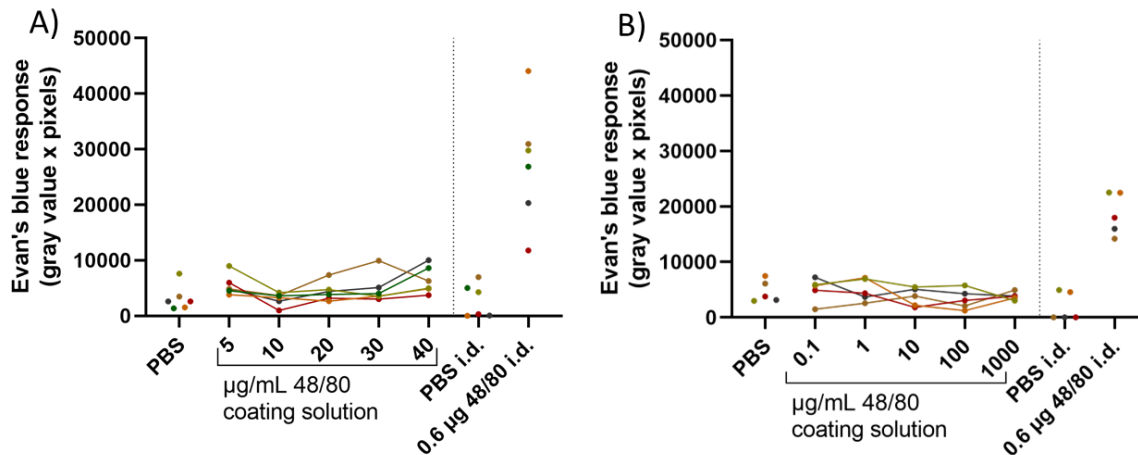 A)
Evan's blue response
(gray value x pixels)
50000
40000
30000
20000
10000
0
PBS
5
10
20
30
40
PBS i.d.
0.6 µg 48/80 i.d.
µg/mL 48/80
coating solution
B)
Evan's blue response
(gray value x pixels)
50000
40000
30000
20000
10000
0
PBS
0.1
1
10
100
1000
PBS i.d.
0.6 µg 48/80 i.d.
µg/mL 48/80
coating solution